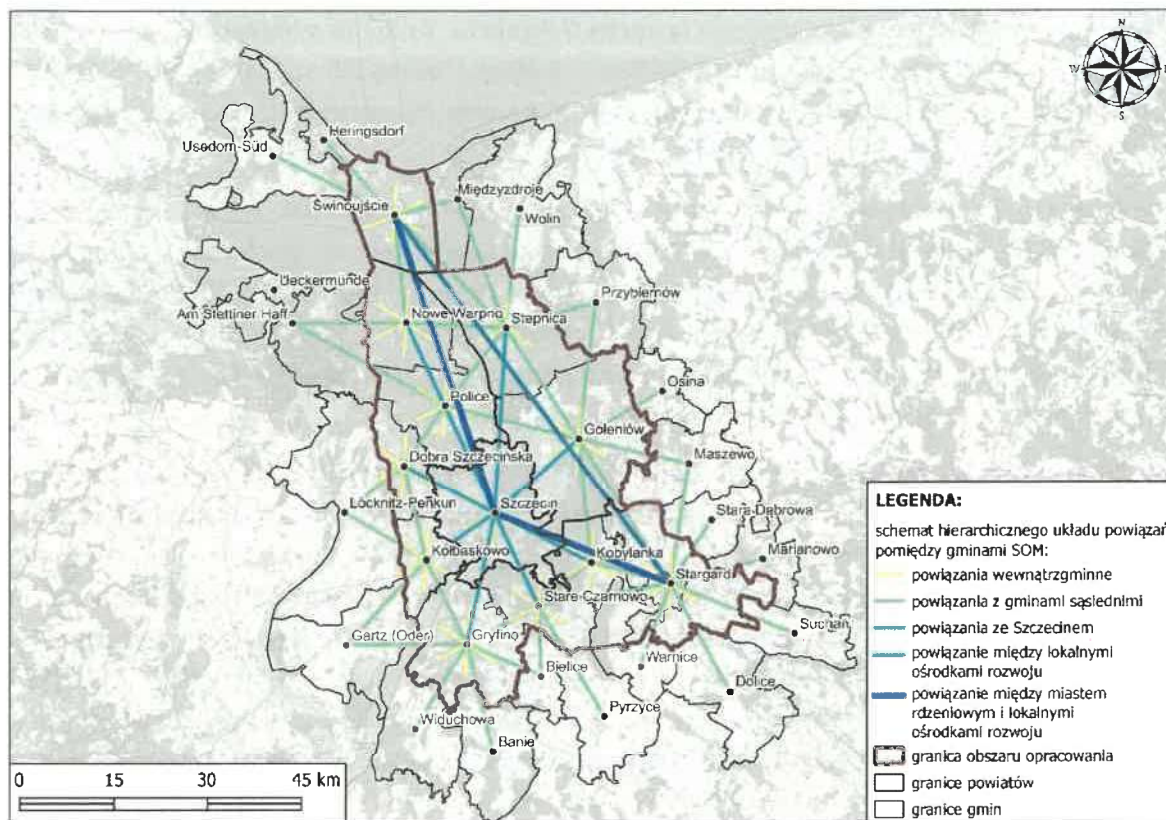 N
W
E
S
Heringsdorf
Usedom-Süd
Międzyzdroje
Świnoujście
Wolin
Ueckermünde
Przybiernów
Am Stettiner Haff
Nowe Warpno
Stepnica
Osina
Police
Goleniów
Maszewo
Dobra Szczecińska
Szczecin
Löcknitz-Penkun
Stara Dąbrowa
Kołbaskowo
Kobylanka
Marianowo
Stargard
Stare Czarnowo
Suchań
Gartz (Oder)
Gryfino
Warnice
Bielice
Dolice
Pyrzyce
Widuchowa
Banie
0 15 30 45 km
LEGENDA:
schemat hierarchicznego układu powiązań
pomiędzy gminami SOM:
powiązania wewnątrzgminne
powiązania z gminami sąsiednimi
powiązania ze Szczecinem
powiązanie między lokalnymi
ośrodkami rozwoju
powiązanie między miastem
rdzeniowym i lokalnymi
ośrodkami rozwoju
granica obszaru opracowania
granice powiatów
granice gmin